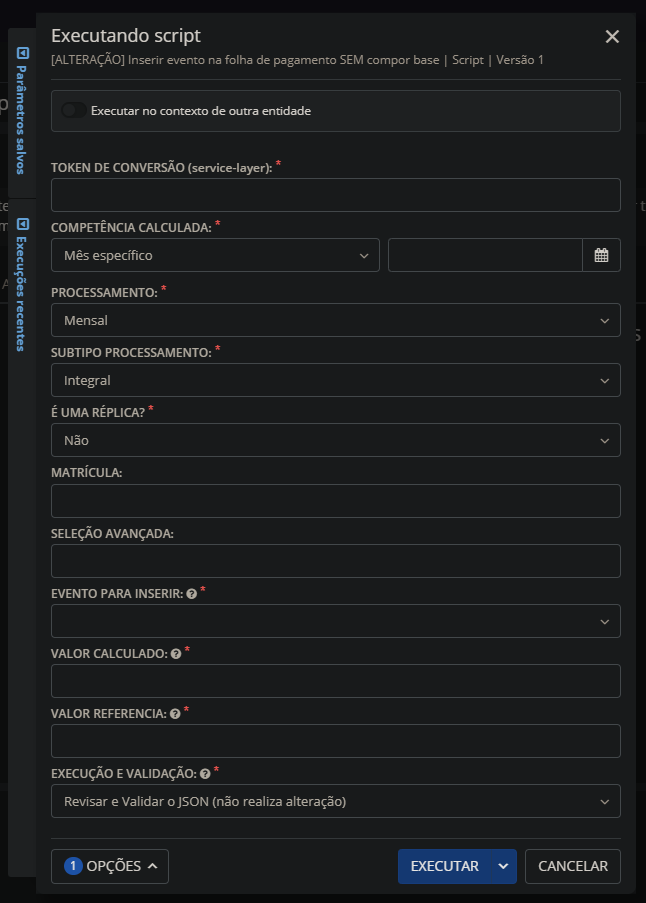 Executando script
[ALTERAÇÃO] Inserir evento na folha de pagamento SEM compor base | Script | Versão 1
Parâmetros salvos
Execuções recentes
Executar no contexto de outra entidade
TOKEN DE CONVERSÃO (service-layer): *
COMPETÊNCIA CALCULADA: *
Mês específico
PROCESSAMENTO: *
Mensal
SUBTIPO PROCESSAMENTO: *
Integral
É UMA RÉPLICA? *
Não
MATRÍCULA:
SELEÇÃO AVANÇADA:
EVENTO PARA INSERIR: ? *
VALOR CALCULADO: ? *
VALOR REFERENCIA: ? *
EXECUÇÃO E VALIDAÇÃO: ? *
Revisar e Validar o JSON (não realiza alteração)
1 OPÇÕES
EXECUTAR
CANCELAR